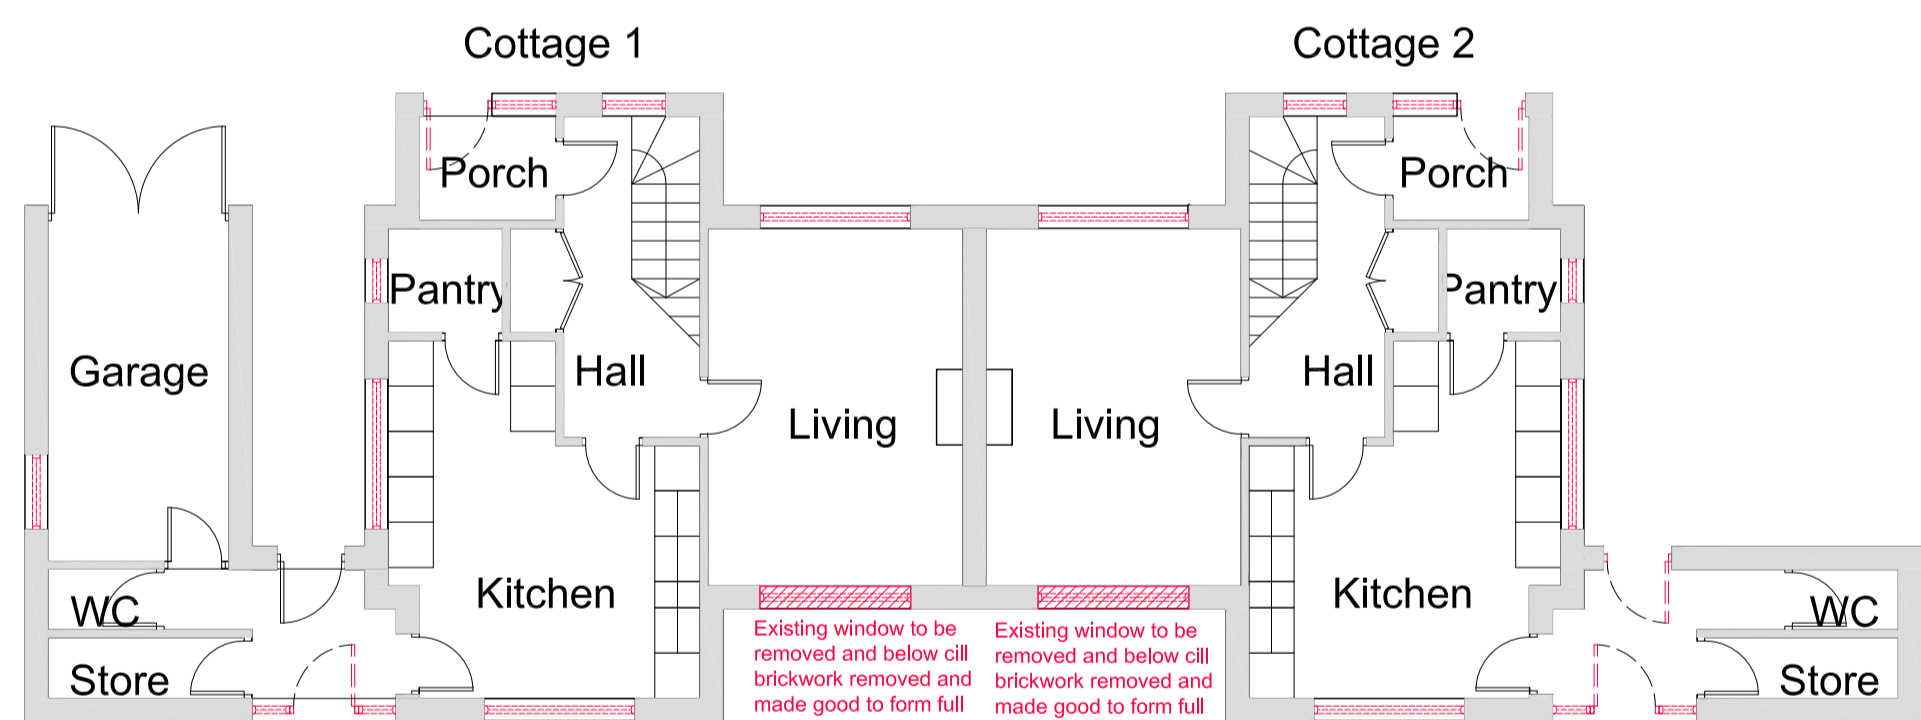 Cottage 1
Cottage 2
Porch
Porch
Pantry
Pantry
Garage
Hall
Hall
Living
Living
WC
Kitchen
Kitchen
WC
Store
Store
Existing window to be
removed and below cill
brickwork removed and
made good to form full
Existing window to be
removed and below cill
brickwork removed and
made good to form full